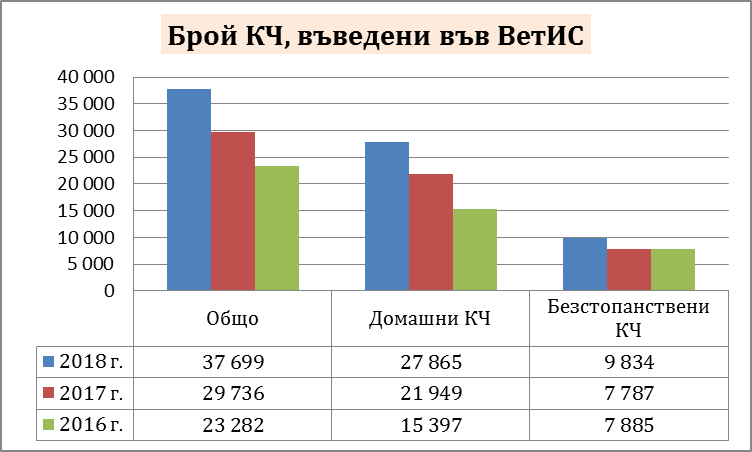 Брой КЧ, въведени във ВетИС
40 000
35 000
30 000
25 000
20 000
15 000
10 000
5 000
0
Общо Домашни КЧ Безстопанствени
КЧ
2018 г. 37 699 27 865 9 834
2017 г. 29 736 21 949 7 787
2016 г. 23 282 15 397 7 885